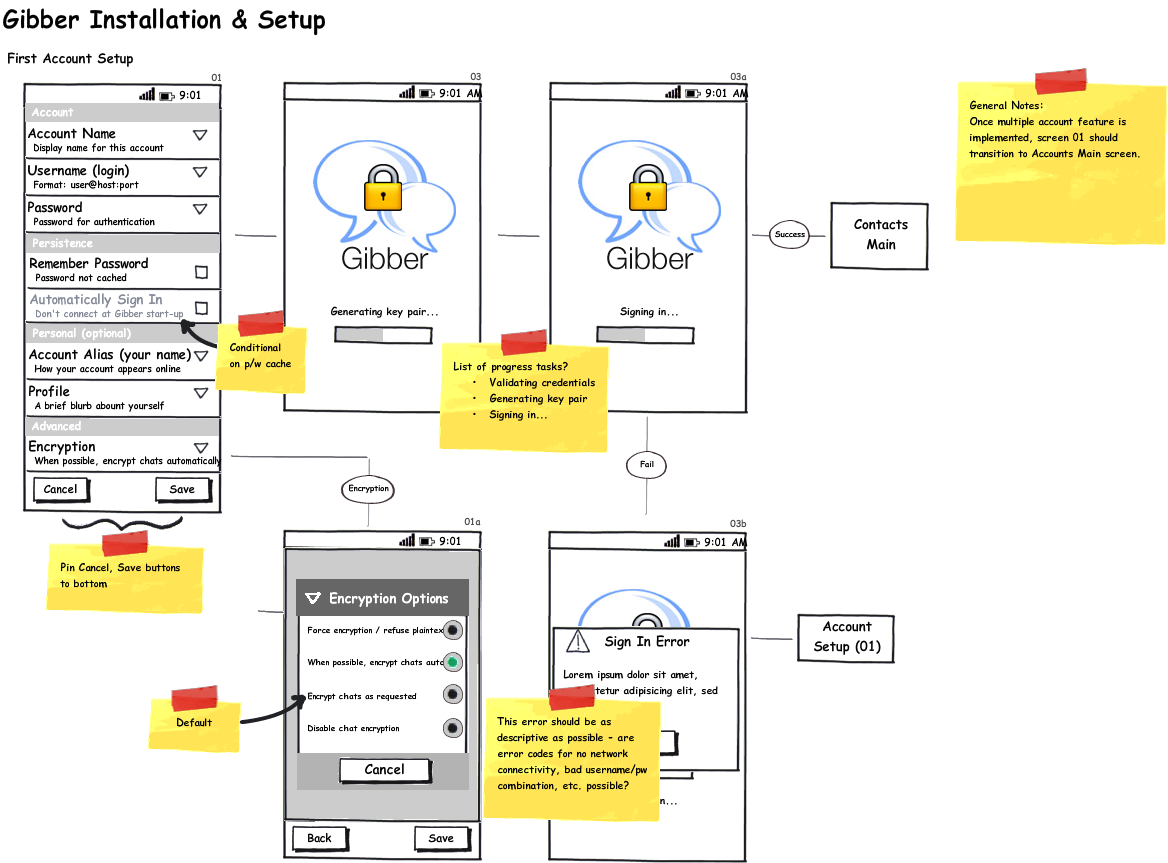 Gibber Installation & Setup
First Account Setup
01
9:01
Account
Account Name
Display name for this account
Username (login)
Format: user@host:port
Password
Password for authentication
Persistence
Remember Password
Password not cached
Automatically Sign In
Don't connect at Gibber start-up
Personal (optional)
Account Alias (your name)
How your account appears online
Profile
A brief blurb abount yourself
Advanced
Encryption
When possible, encrypt chats automatically
Cancel
Save
Conditional
on p/w cache
Pin Cancel, Save buttons
to bottom
03
9:01 AM
Gibber
Generating key pair...
List of progress tasks?
• Validating credentials
• Generating key pair
• Signing in...
03a
9:01 AM
Gibber
Signing in...
Success
Contacts
Main
General Notes:
Once multiple account feature is
implemented, screen 01 should
transition to Accounts Main screen.
Encryption
Fail
01a
9:01
Encryption Options
Force encryption / refuse plaintex
When possible, encrypt chats auto
Encrypt chats as requested
Disable chat encryption
Cancel
Back
Save
Default
03b
9:01 AM
Sign In Error
Lorem ipsum dolor sit amet,
tetur adipisicing elit, sed
n...
This error should be as
descriptive as possible - are
error codes for no network
connectivity, bad username/pw
combination, etc. possible?
Account
Setup (01)